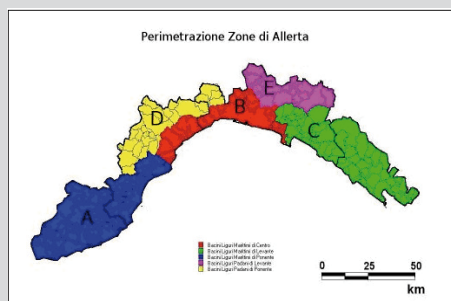 Perimetrazione Zone di Allerta
E
B
D
C
A
Bacini Liguri Marittimi di Centro
Bacini Liguri Marittimi di Levante
Bacini Liguri Marittimi di Ponente
Bacini Liguri Padani di Levante
Bacini Liguri Padani di Ponente
0 25 50
km